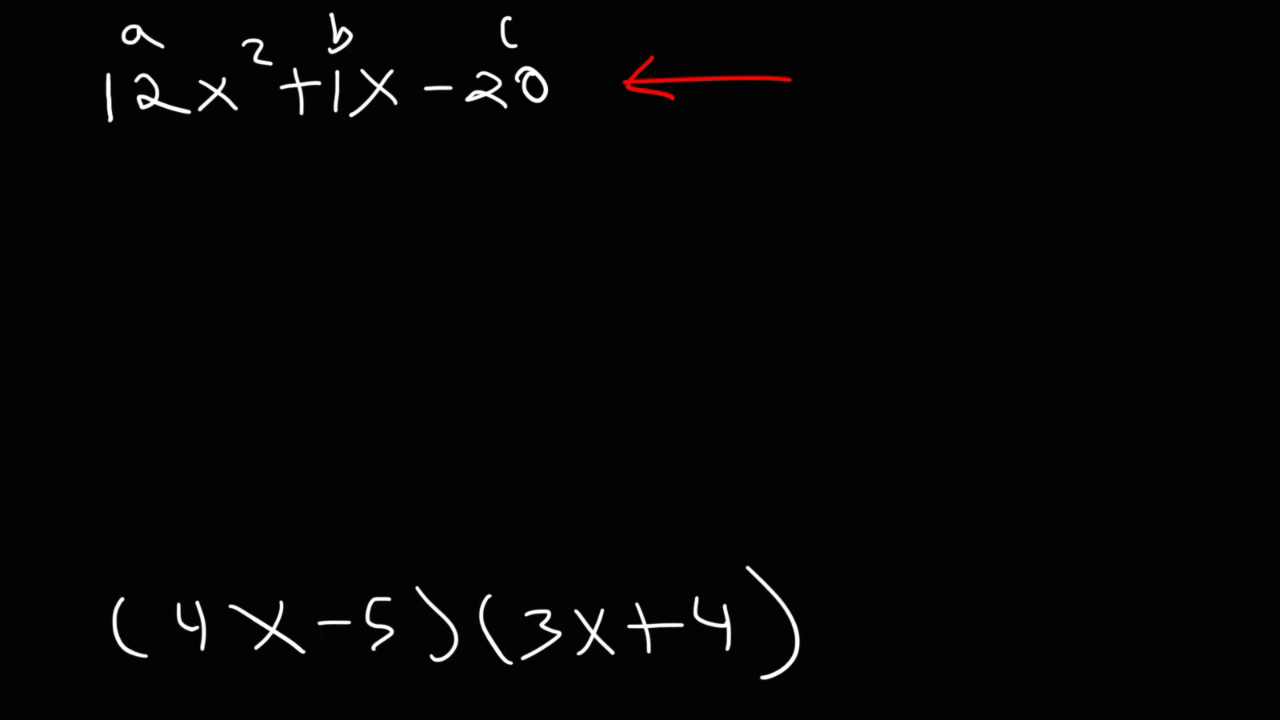 a b c
12x² +1x -20
(4x-5)(3x+4)